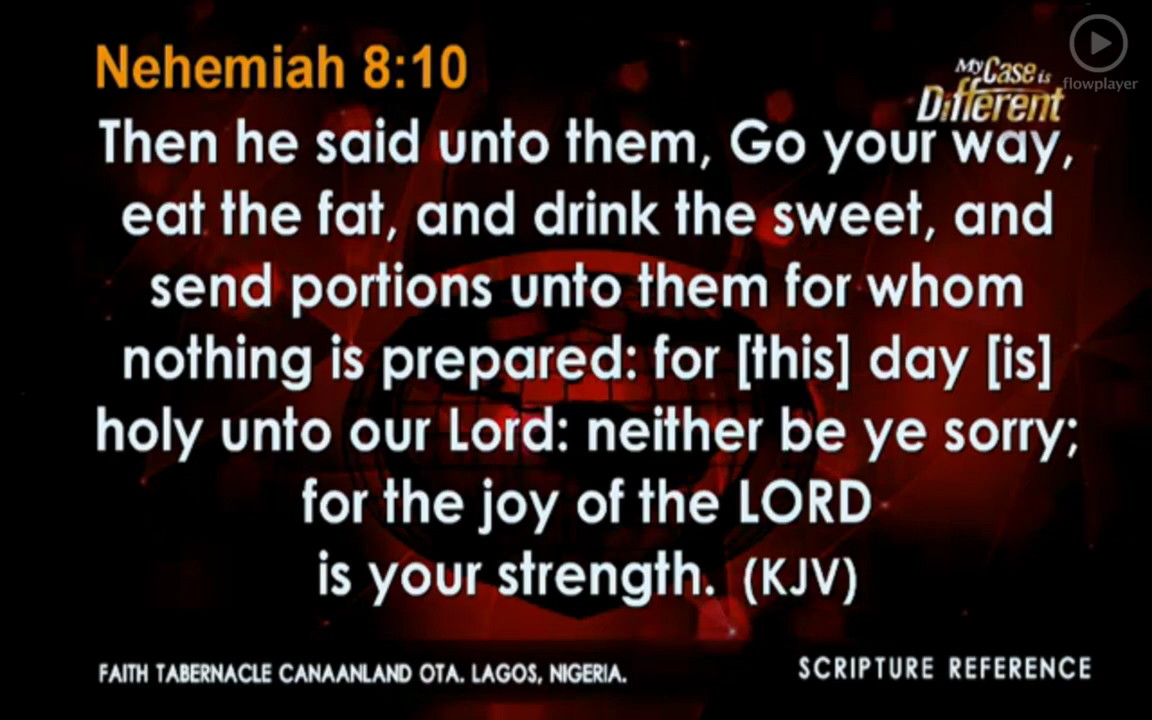 Nehemiah 8:10
My Case is
Different
flowplayer
Then he said unto them, Go your way,
eat the fat, and drink the sweet, and
send portions unto them for whom
nothing is prepared: for [this] day [is]
holy unto our Lord: neither be ye sorry;
for the joy of the LORD
is your strength. (KJV)
FAITH TABERNACLE CANAANLAND OTA. LAGOS, NIGERIA.
SCRIPTURE REFERENCE